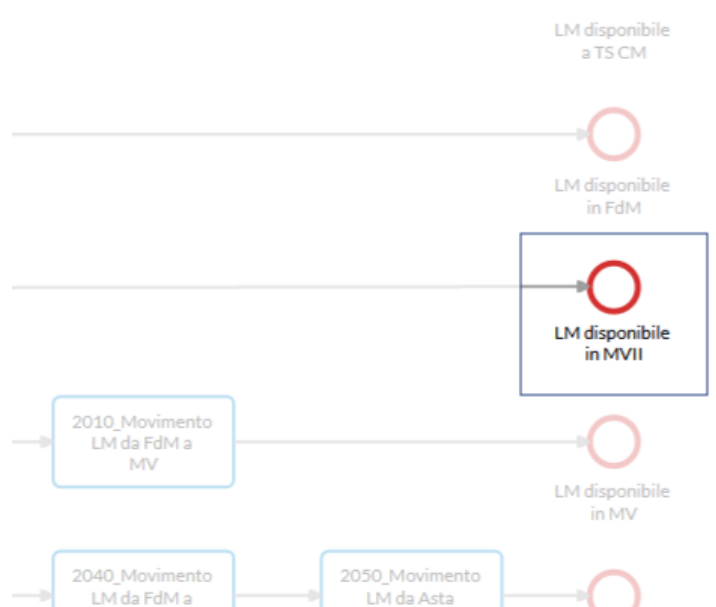 LM disponibile
a TS CM
LM disponibile
in FdM
LM disponibile
in MVII
2010_Movimento
LM da FdM a
MV
LM disponibile
in MV
2040_Movimento
LM da FdM a
2050_Movimento
LM da Asta